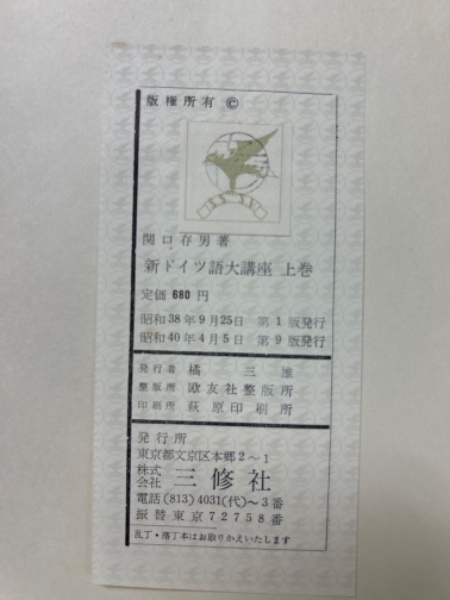 版権所有 ©
関口存男著
新ドイツ語大講座 上巻
定価 680 円
昭和38年9月25日 第1版発行
昭和40年4月5日 第9版発行
発行者 橘 三雄
整版所 欧友社整版所
印刷所 萩原印刷所
発行所
東京都文京区本郷2〜1
株式会社 三修社
電話(813)4031(代)〜3番
振替東京72758番
乱丁・落丁本はお取りかえいたします